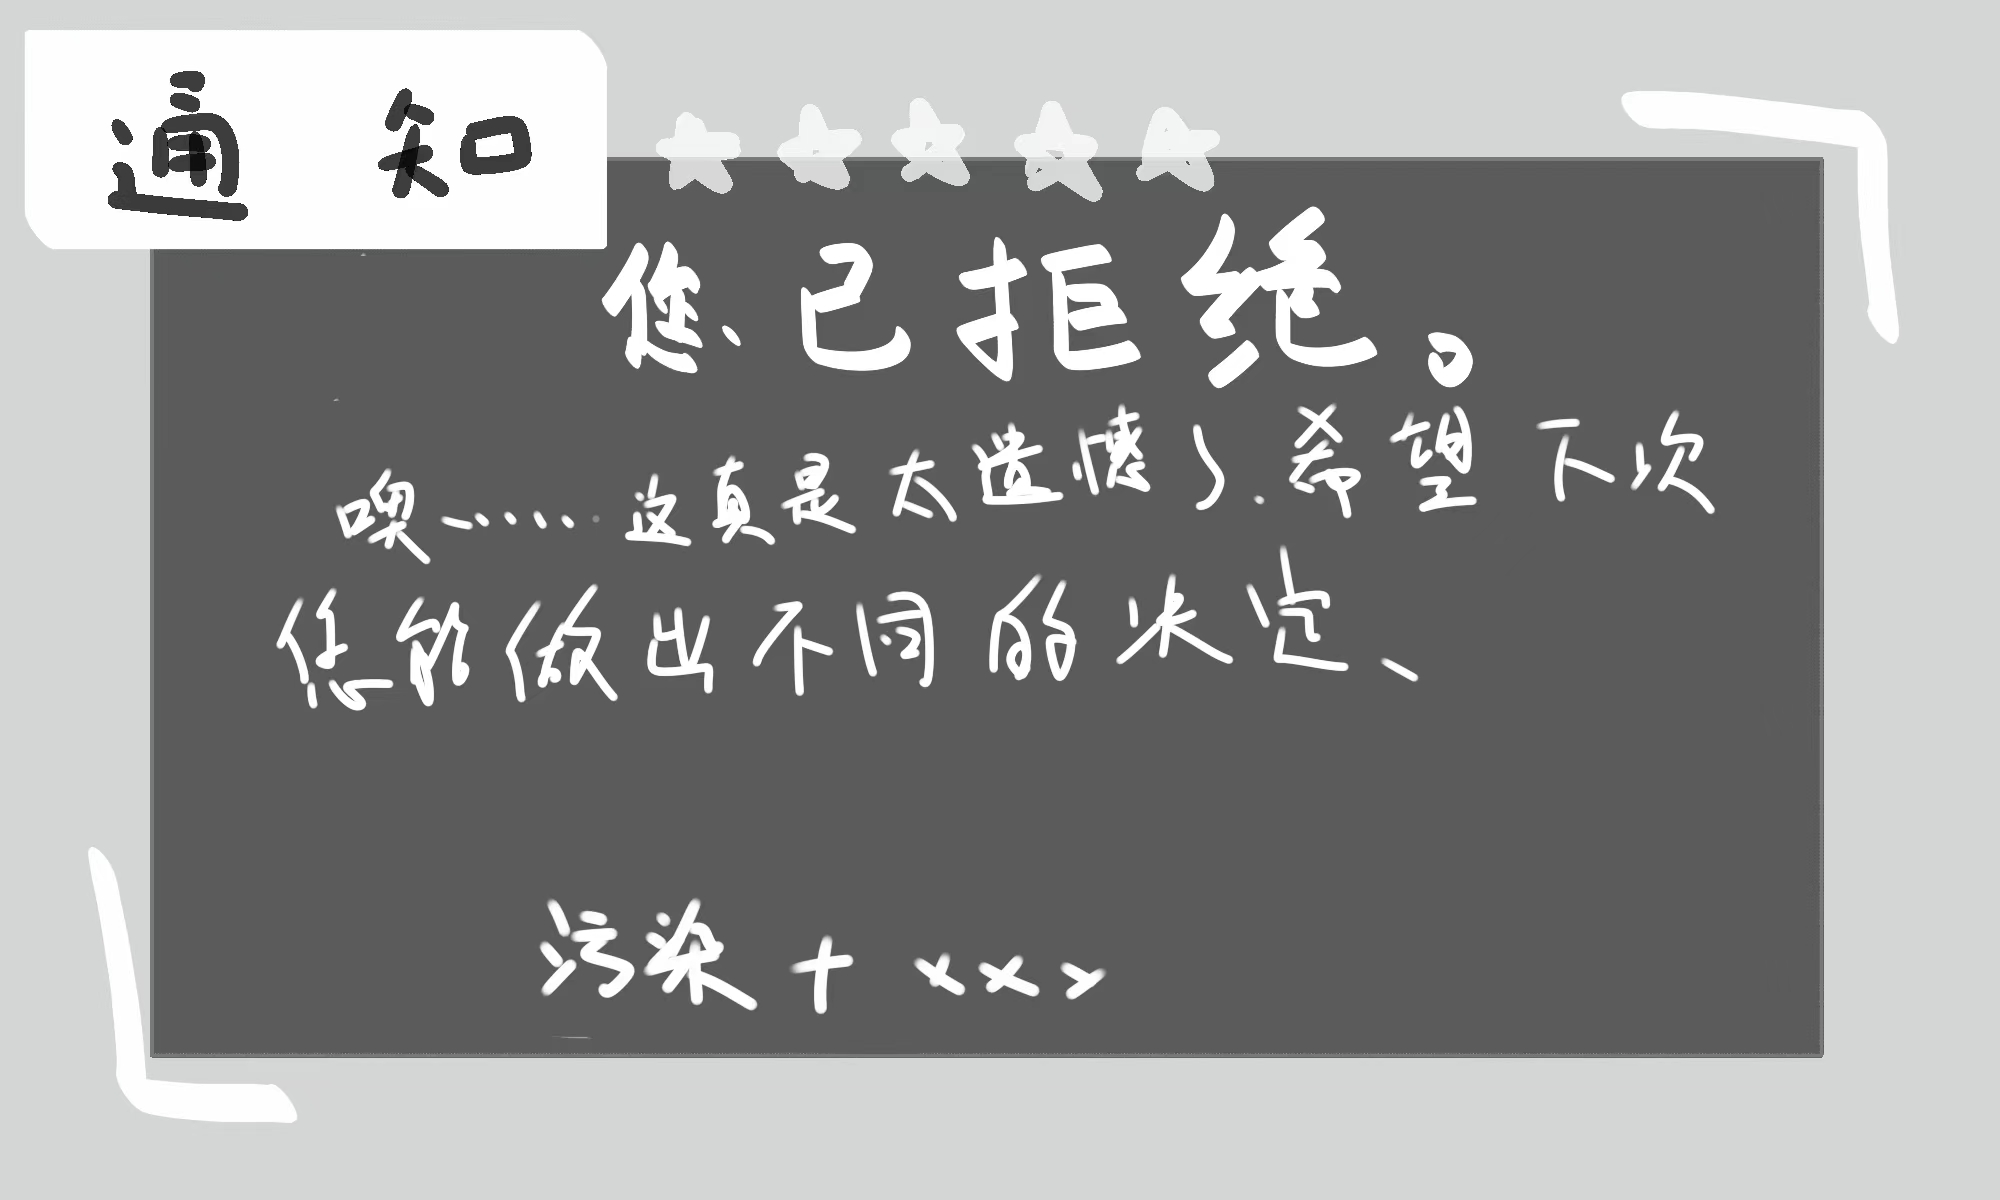 通知
您已拒绝。
噢……这真是太遗憾了.希望下次
您能做出不同的决定、
污染+xxx